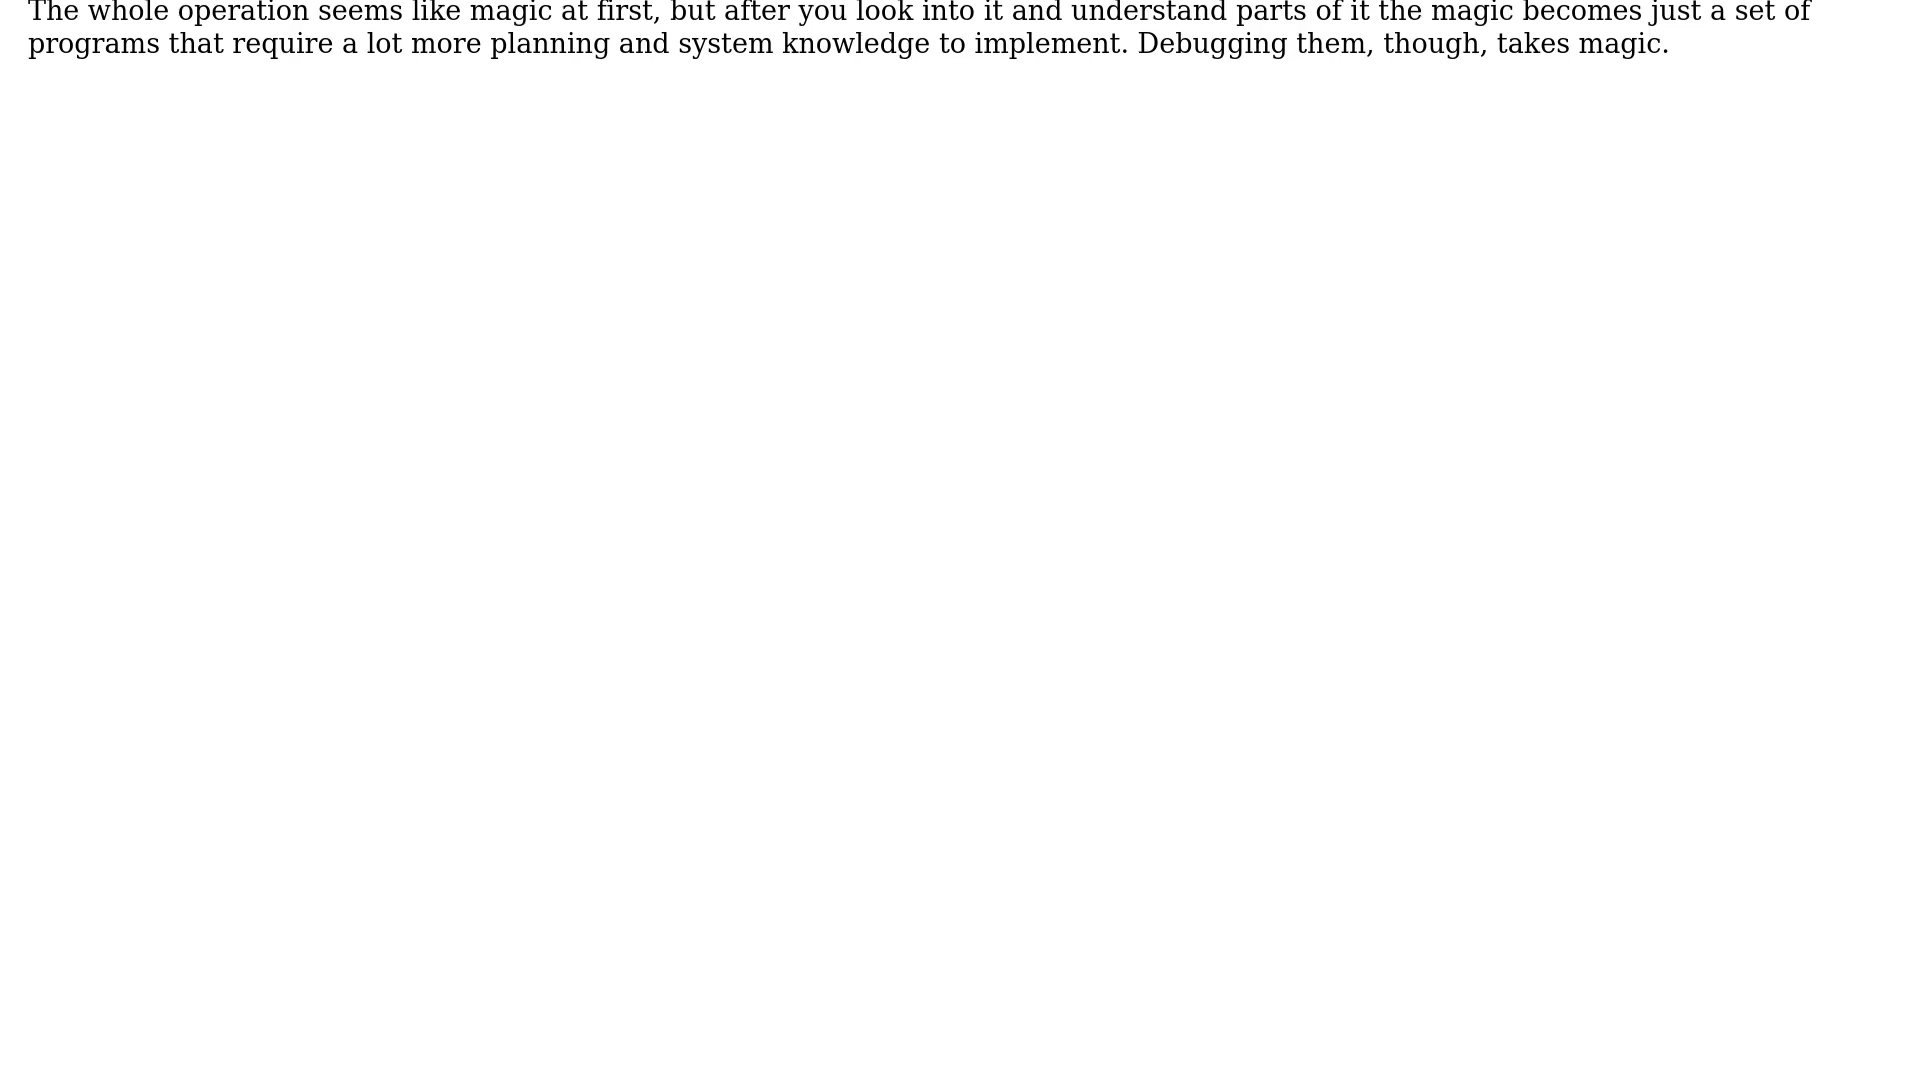 The whole operation seems like magic at first, but after you look into it and understand parts of it the magic becomes just a set of
programs that require a lot more planning and system knowledge to implement. Debugging them, though, takes magic.